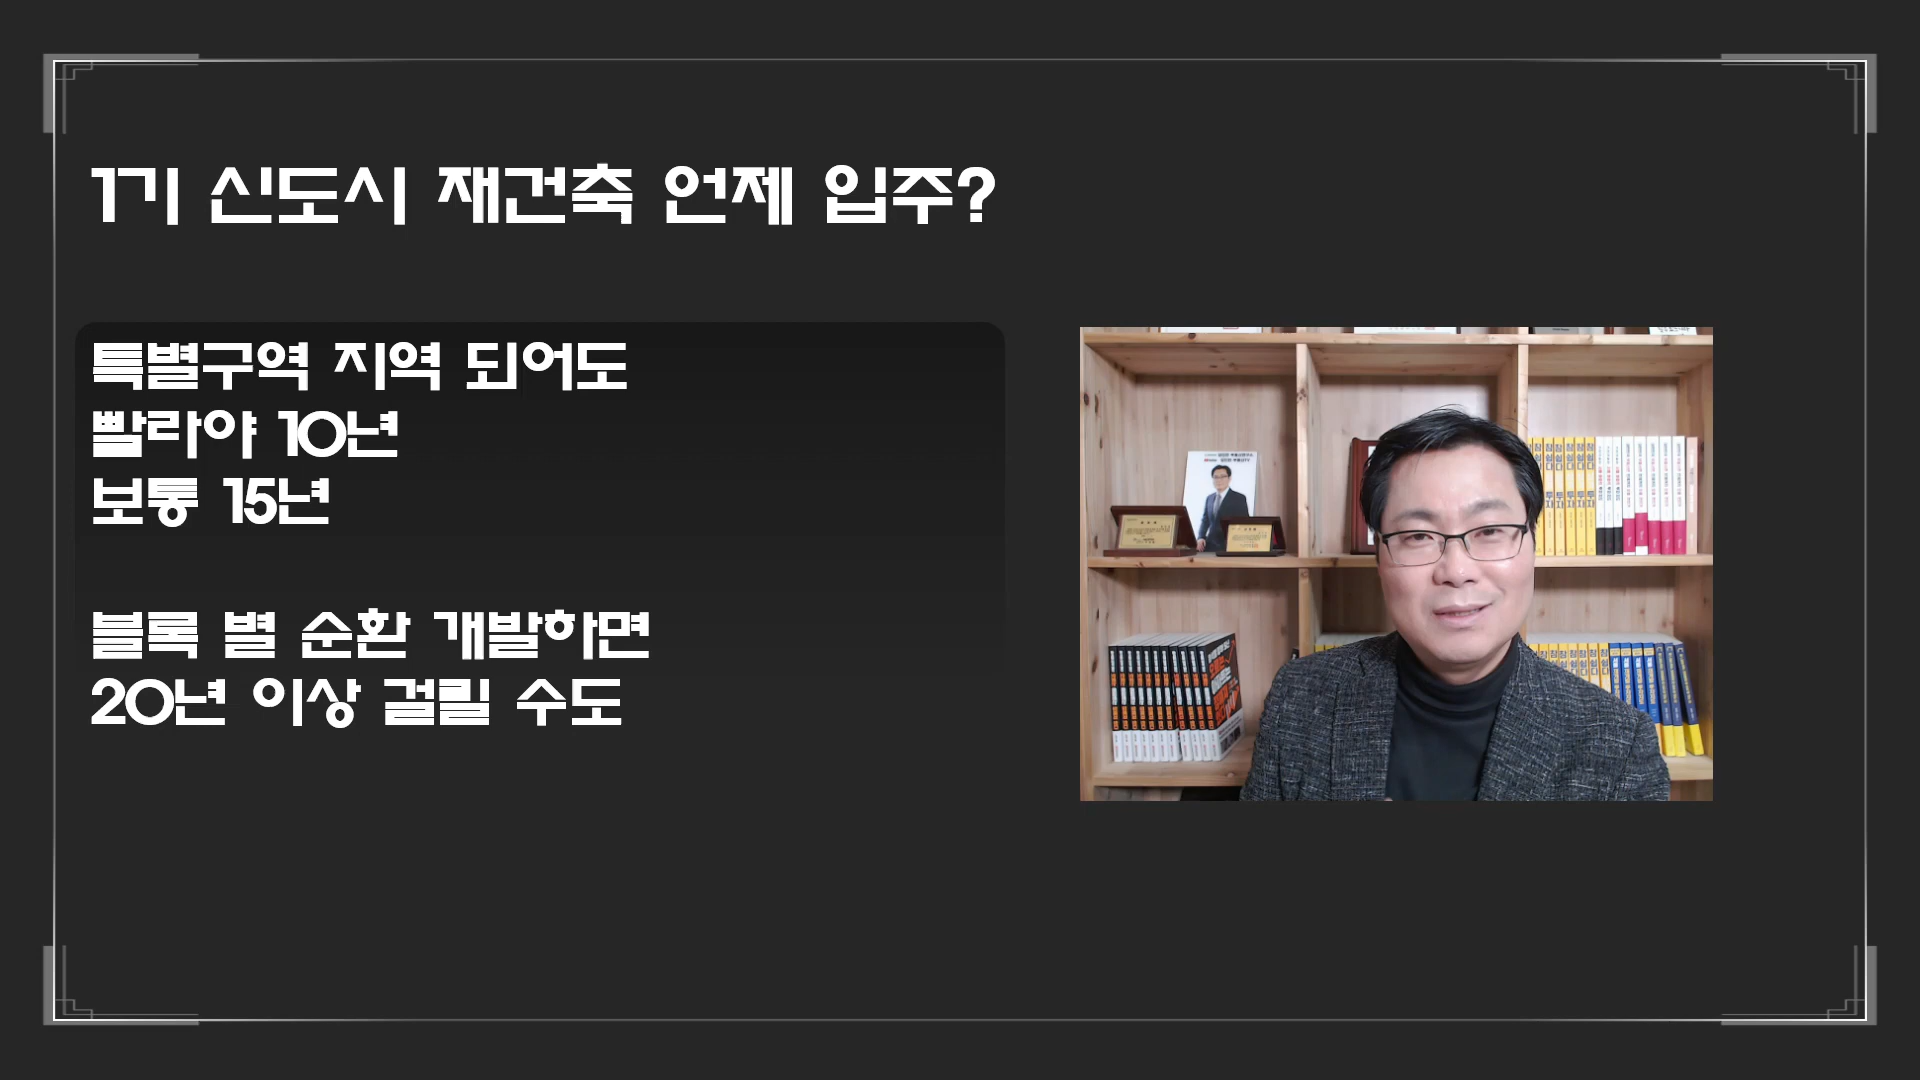 1기 신도시 재건축 언제 입주?
특별구역 지역 되어도
빨라야 10년
보통 15년
블록 별 순환 개발하면
20년 이상 걸릴 수도